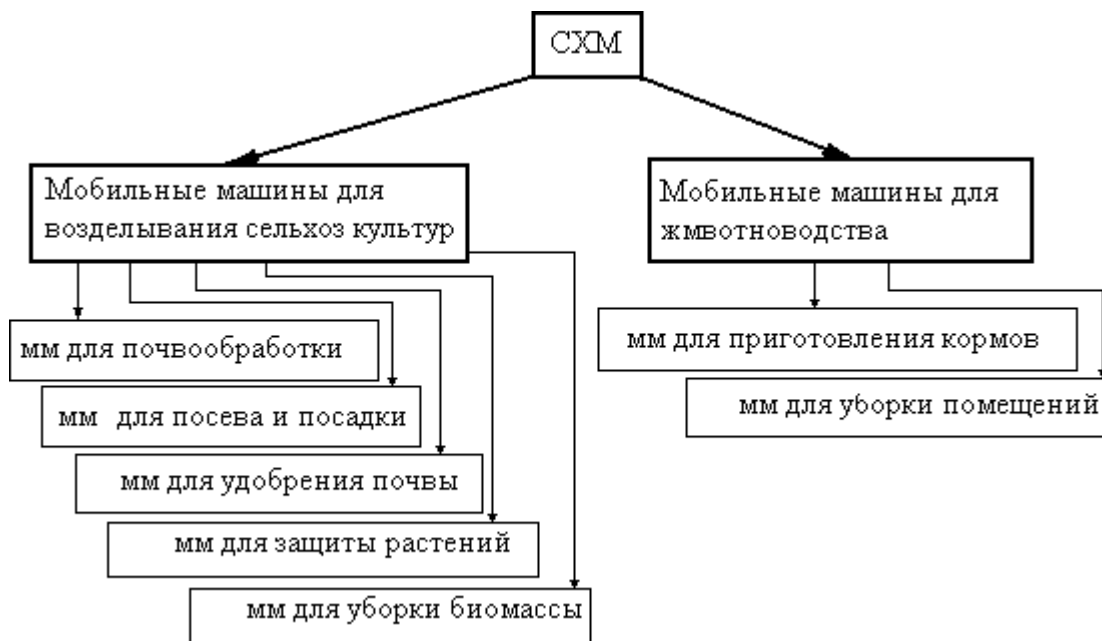 СХМ
Мобильные машины для
возделывания сельхоз культур
Мобильные машины для
жмвотноводства
мм для почвообработки
мм для посева и посадки
мм для удобрения почвы
мм для защиты растений
мм для уборки биомассы
мм для приготовления кормов
мм для уборки помещений